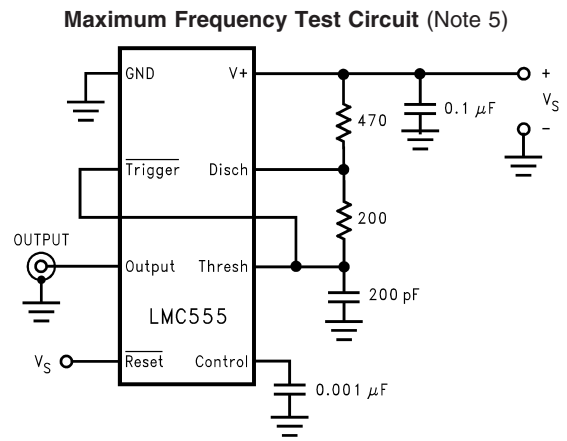 Maximum Frequency Test Circuit (Note 5)
GND
V+
+
0.1 μF
V_S
470
-
Trigger
Disch
200
OUTPUT
Output
Thresh
200 pF
LMC555
V_S
Reset
Control
0.001 μF